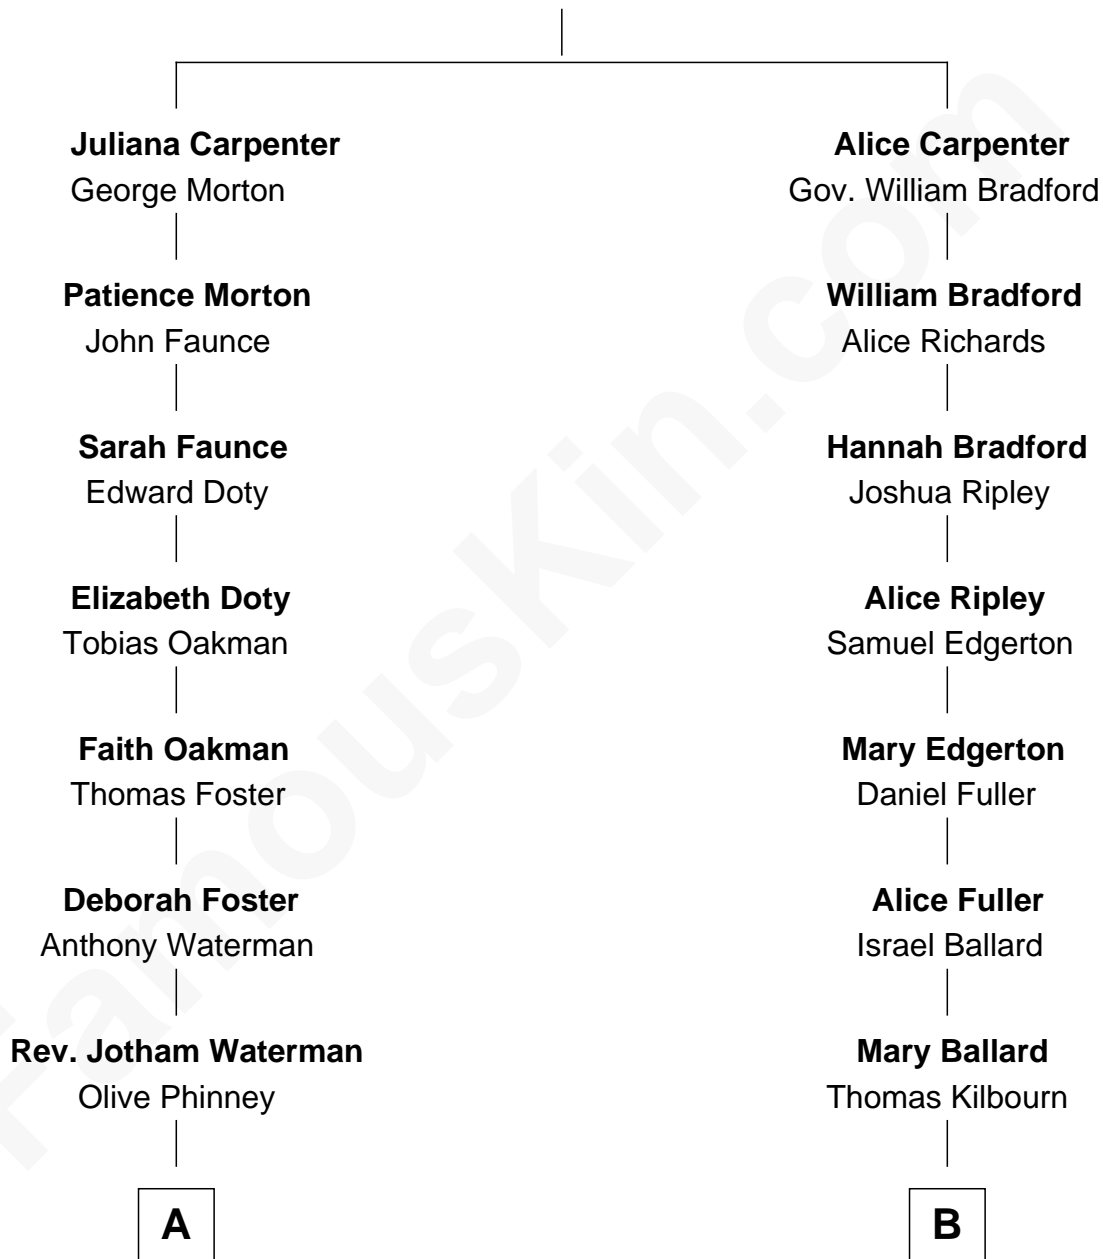 Juliana Carpenter
George Morton
Patience Morton
John Faunce
Sarah Faunce
Edward Doty
Elizabeth Doty
Tobias Oakman
Faith Oakman
Thomas Foster
Deborah Foster
Anthony Waterman
Rev. Jotham Waterman
Olive Phinney
A
Alice Carpenter
Gov. William Bradford
William Bradford
Alice Richards
Hannah Bradford
Joshua Ripley
Alice Ripley
Samuel Edgerton
Mary Edgerton
Daniel Fuller
Alice Fuller
Israel Ballard
Mary Ballard
Thomas Kilbourn
B
FamousKin.com